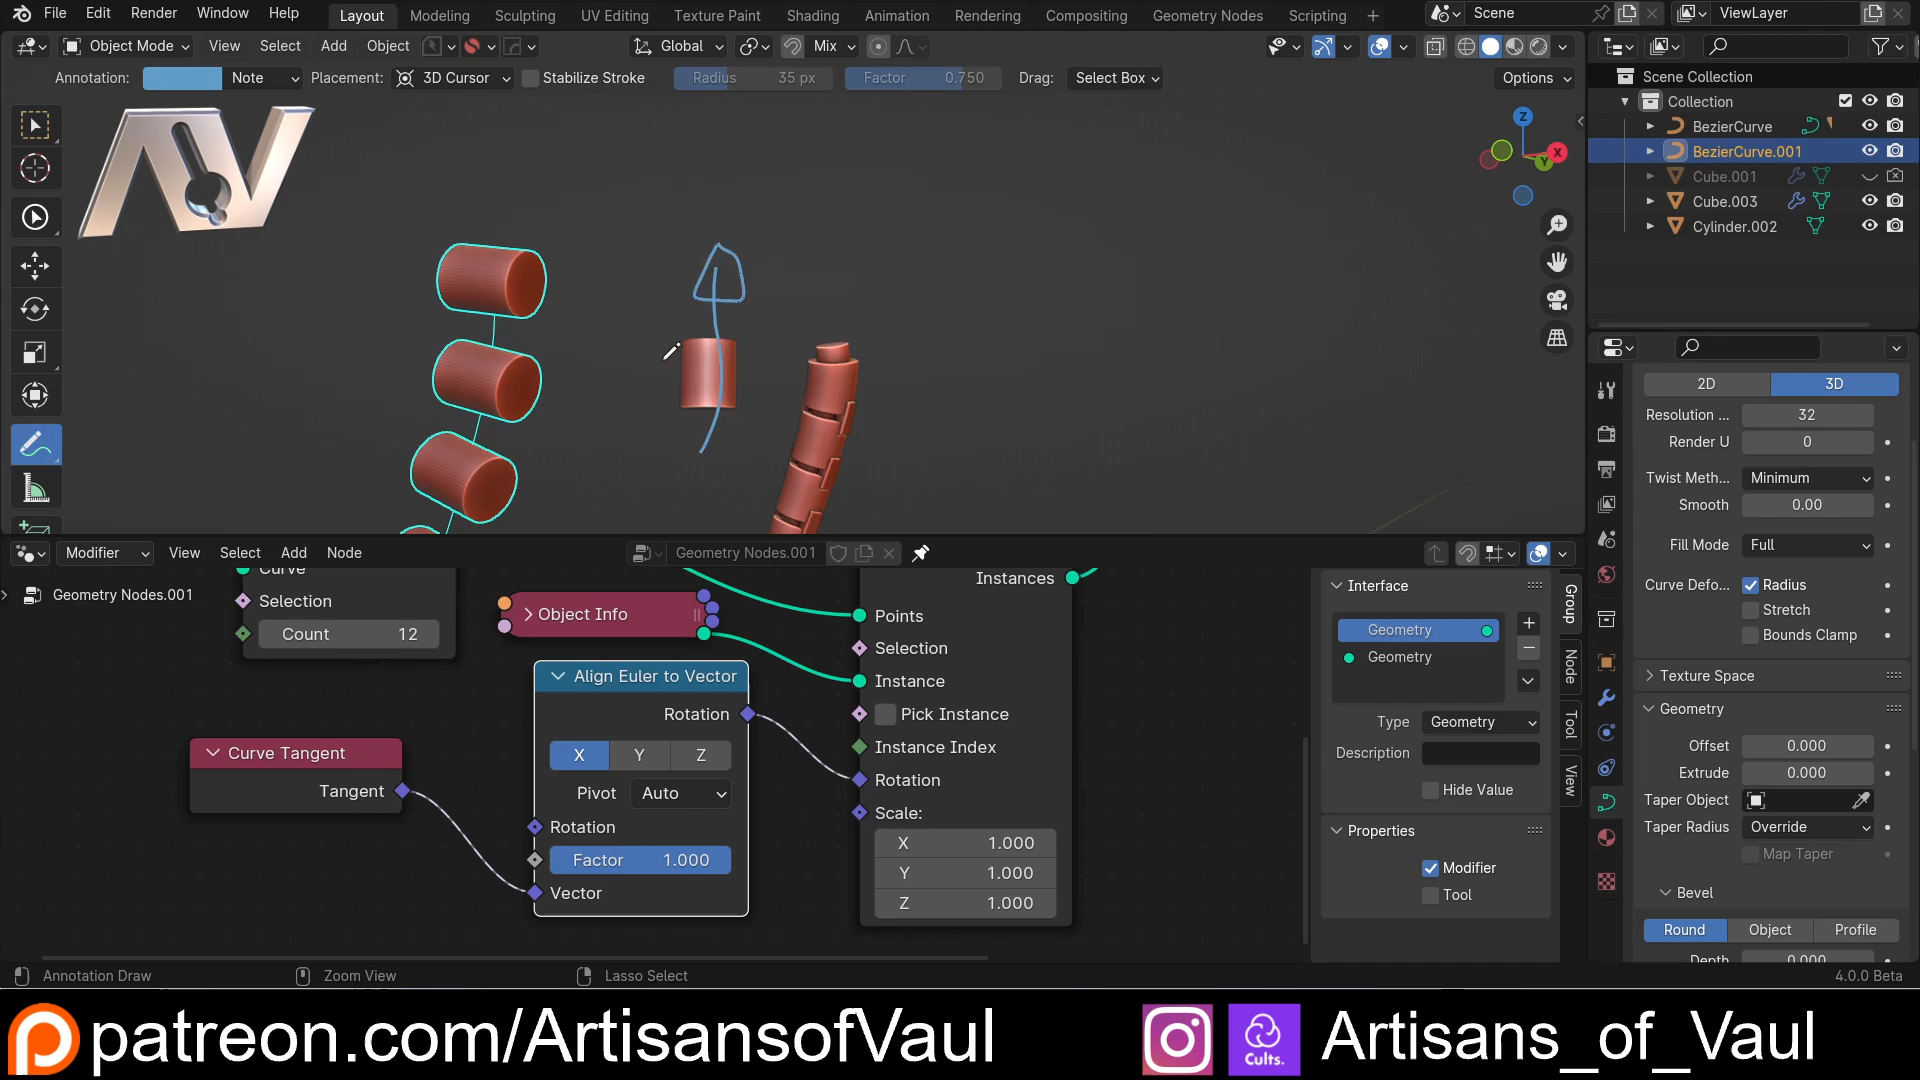 File Edit Render Window Help Layout Modeling Sculpting UV Editing Texture Paint Shading Animation Rendering Compositing Geometry Nodes Scripting + Scene ViewLayer
Object Mode View Select Add Object Global Mix
Annotation: Note Placement: 3D Cursor Stabilize Stroke Radius 35 px Factor 0.750 Drag: Select Box Options
AV
Z
X
Y
Scene Collection
Collection
BezierCurve
BezierCurve.001
Cube.001
Cube.003
Cylinder.002
2D 3D
Resolution ... 32
Render U 0
Twist Meth... Minimum
Smooth 0.00
Fill Mode Full
Curve Defo... Radius
Stretch
Bounds Clamp
Texture Space
Geometry
Offset 0.000
Extrude 0.000
Taper Object
Taper Radius Override
Map Taper
Bevel
Round Object Profile
Depth 0.000
Modifier View Select Add Node Geometry Nodes.001
Geometry Nodes.001
Curve
Selection
Count 12
Object Info
Curve Tangent
Tangent
Align Euler to Vector
Rotation
X Y Z
Pivot Auto
Rotation
Factor 1.000
Vector
Instances
Points
Selection
Instance
Pick Instance
Instance Index
Rotation
Scale:
X 1.000
Y 1.000
Z 1.000
Interface
Geometry
Geometry
Type Geometry
Description
Hide Value
Properties
Modifier
Tool
Group
Node
Tool
View
Annotation Draw Zoom View Lasso Select 4.0.0 Beta
patreon.com/ArtisansofVaul Cults. Artisans_of_Vaul